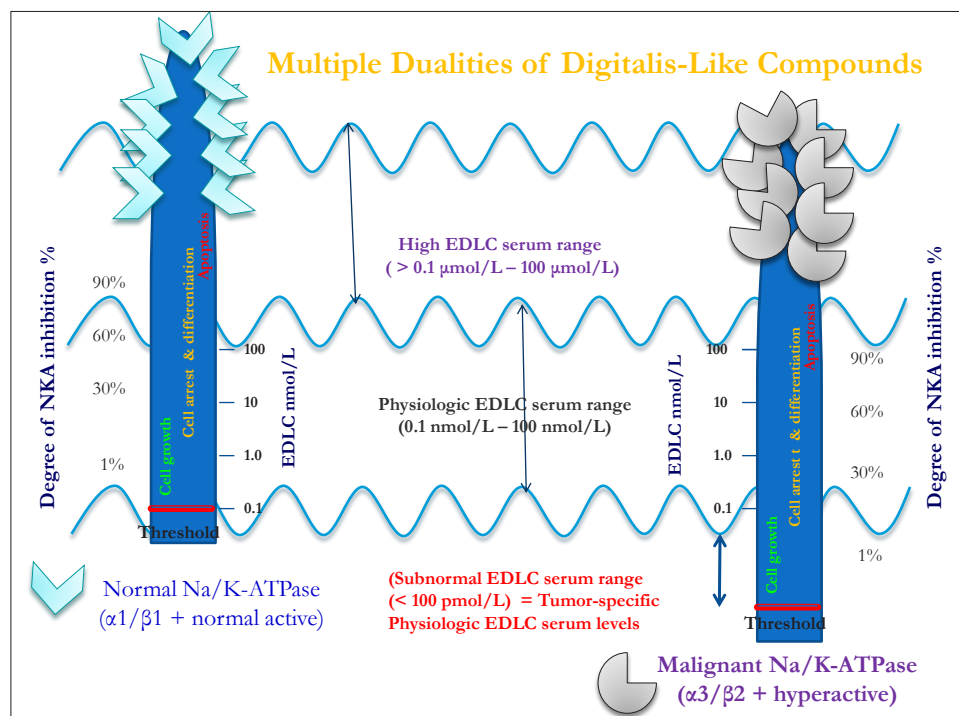 Multiple Dualities of Digitalis-Like Compounds
High EDLC serum range
( > 0.1 µmol/L – 100 µmol/L)
Degree of NKA inhibition %
90%
60%
30%
1%
Apoptosis
Cell arrest & differentiation
Cell growth
Threshold
100
10
1.0
0.1
EDLC nmol/L
Physiologic EDLC serum range
(0.1 nmol/L – 100 nmol/L)
EDLC nmol/L
100
10
1.0
0.1
Apoptosis
Cell arres t & differentiation
Cell growth
Threshold
90%
60%
30%
1%
Degree of NKA inhibition %
Normal Na/K-ATPase
(α1/β1 + normal active)
(Subnormal EDLC serum range
(< 100 pmol/L) = Tumor-specific
Physiologic EDLC serum levels
Malignant Na/K-ATPase
(α3/β2 + hyperactive)